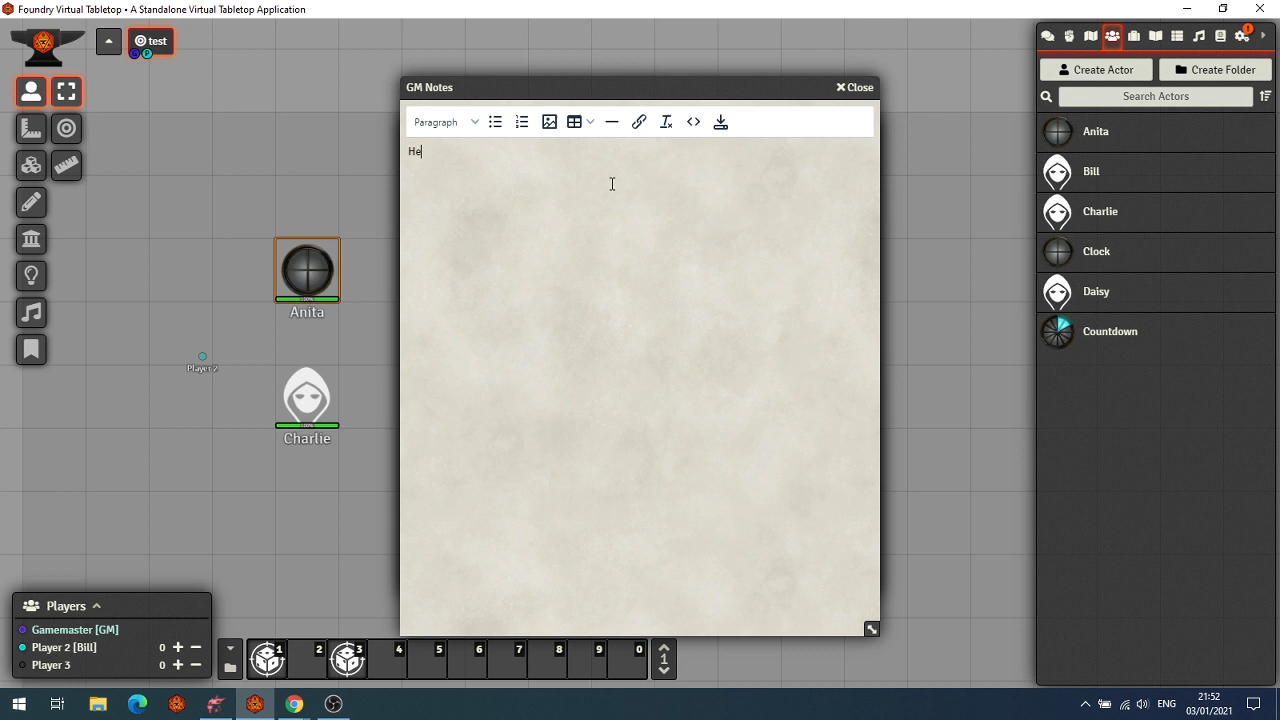 Foundry Virtual Tabletop • A Standalone Virtual Tabletop Application
test
G P
GM Notes
Close
Paragraph
He
Create Actor
Create Folder
Search Actors
Anita
Bill
Charlie
Clock
Daisy
Countdown
100%
Anita
Player 2
100%
Charlie
Players
Gamemaster [GM]
Player 2 [Bill] 0
Player 3 0
1 2 3 4 5 6 7 8 9 0
1
ENG
21:52
03/01/2021